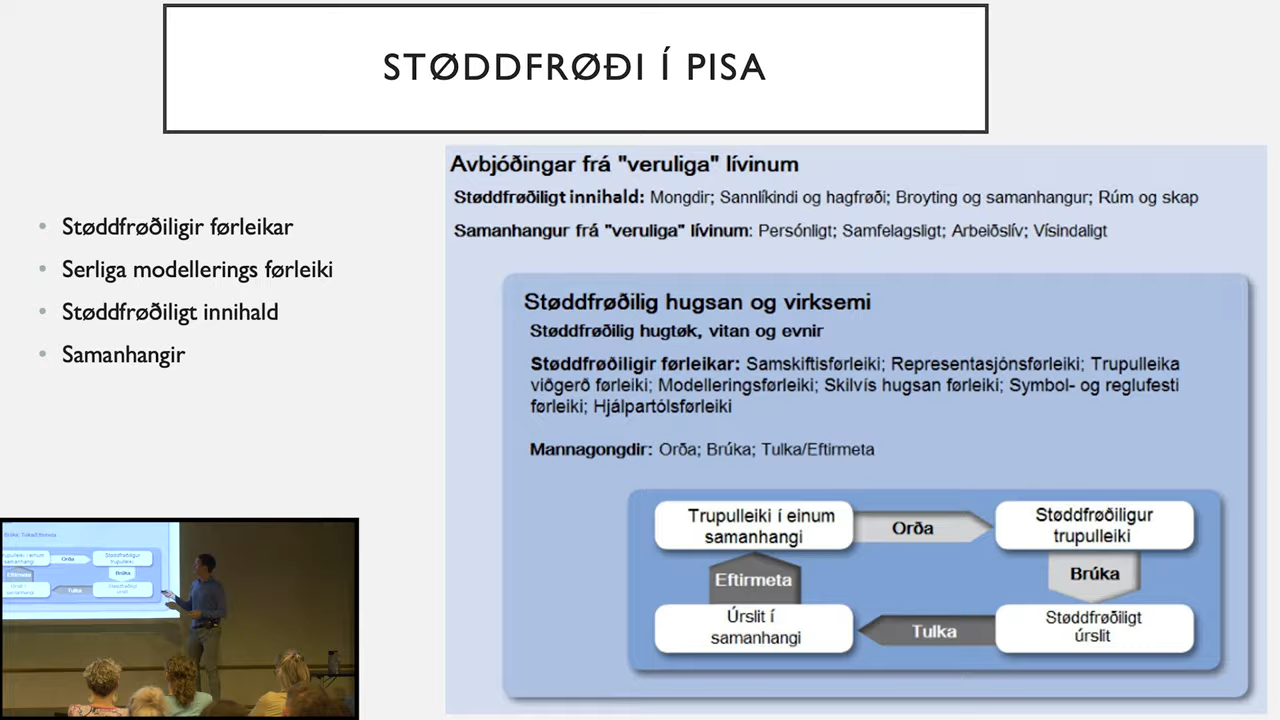 STØDDFRØÐI Í PISA
Støddfrøðiligir førleikar
Serliga modellerings førleiki
Støddfrøðiligt innihald
Samanhangir
Avbjóðingar frá "veruliga" lívinum
Støddfrøðiligt innihald: Mongdir; Sannlíkindi og hagfrøði; Broyting og samanhangur; Rúm og skap
Samanhangur frá "veruliga" lívinum: Persónligt; Samfelagsligt; Arbeiðslív; Vísindaligt
Støddfrøðilig hugsan og virksemi
Støddfrøðilig hugtøk, vitan og evnir
Støddfrøðiligir førleikar: Samskiftisførleiki; Representasjónsførleiki; Trupulleika
viðgerð førleiki; Modelleringsførleiki; Skilvís hugsan førleiki; Symbol- og reglufesti
førleiki; Hjálpartólsførleiki
Mannagongdir: Orða; Brúka; Tulka/Eftirmeta
Trupulleiki í einum
samanhangi
Orða
Støddfrøðiligur
trupulleiki
Eftirmeta
Brúka
Úrslit í
samanhangi
Tulka
Støddfrøðiligt
úrslit